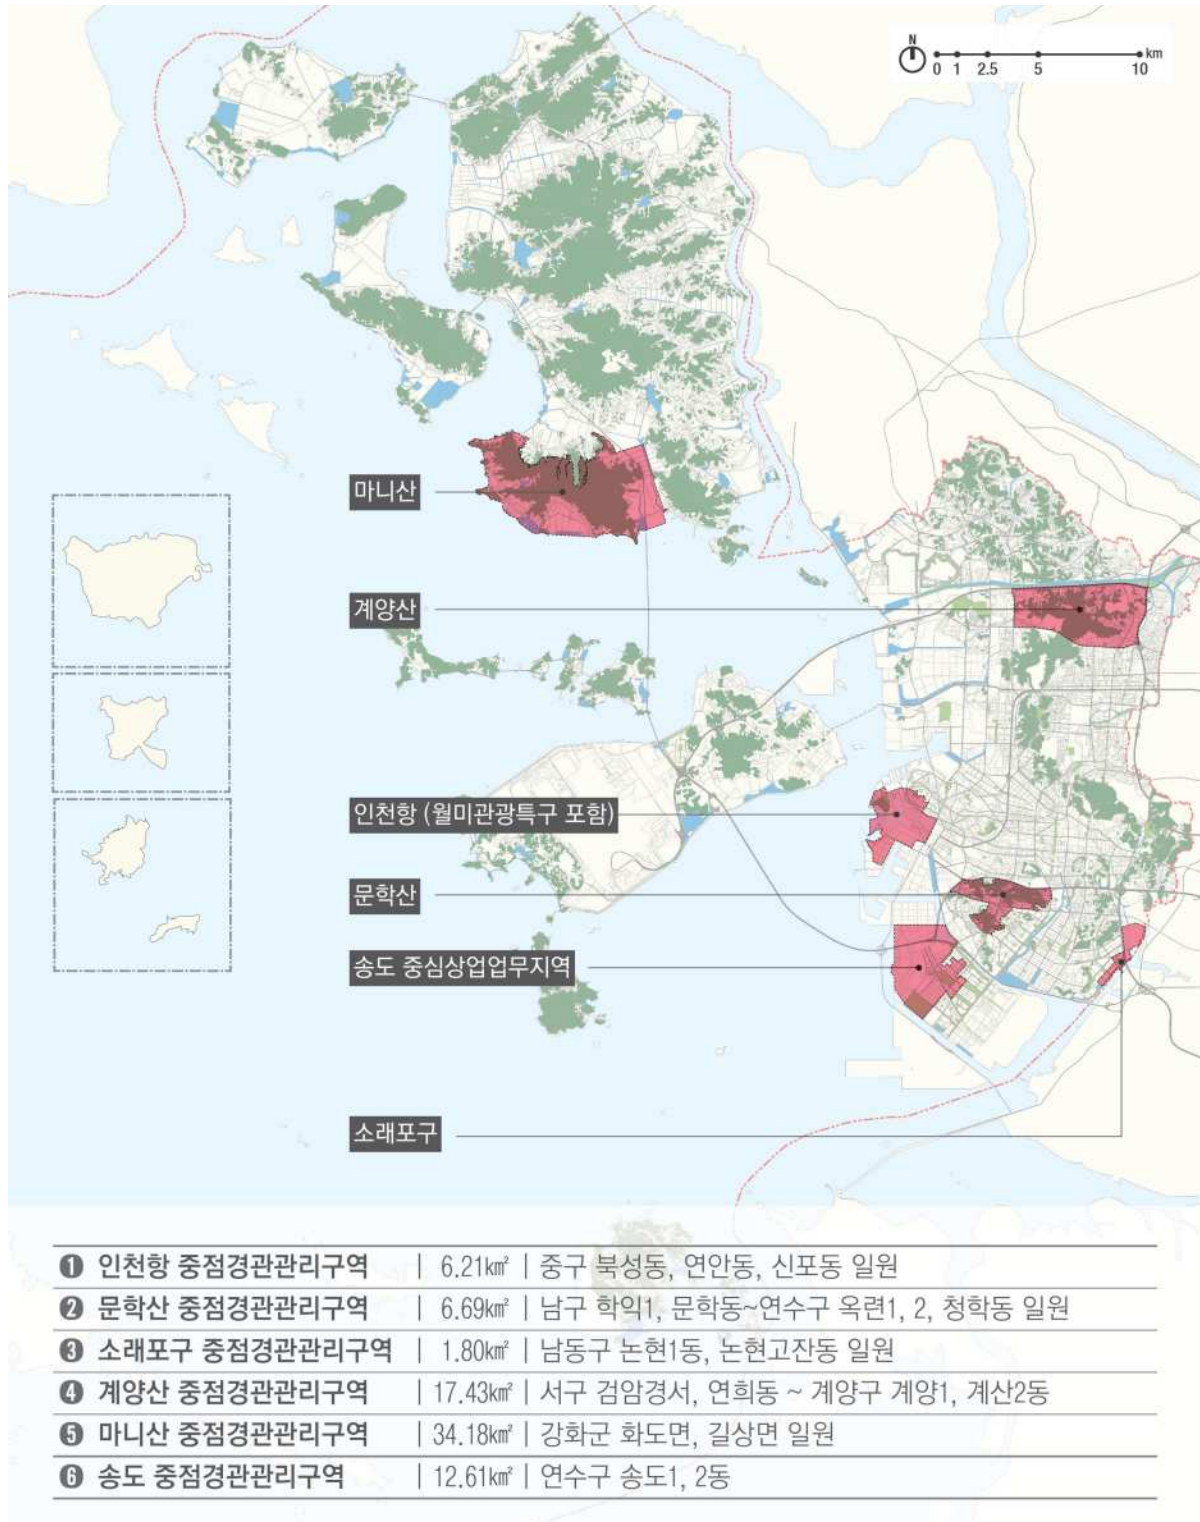 N
km
0 1 2.5 5 10
마니산
계양산
인천항 (월미관광특구 포함)
문학산
송도 중심상업업무지역
소래포구
❶ 인천항 중점경관관리구역 | 6.21㎢ | 중구 북성동, 연안동, 신포동 일원
❷ 문학산 중점경관관리구역 | 6.69㎢ | 남구 학익1, 문학동~연수구 옥련1, 2, 청학동 일원
❸ 소래포구 중점경관관리구역 | 1.80㎢ | 남동구 논현1동, 논현고잔동 일원
❹ 계양산 중점경관관리구역 | 17.43㎢ | 서구 검암경서, 연희동 ~ 계양구 계양1, 계산2동
❺ 마니산 중점경관관리구역 | 34.18㎢ | 강화군 화도면, 길상면 일원
❻ 송도 중점경관관리구역 | 12.61㎢ | 연수구 송도1, 2동